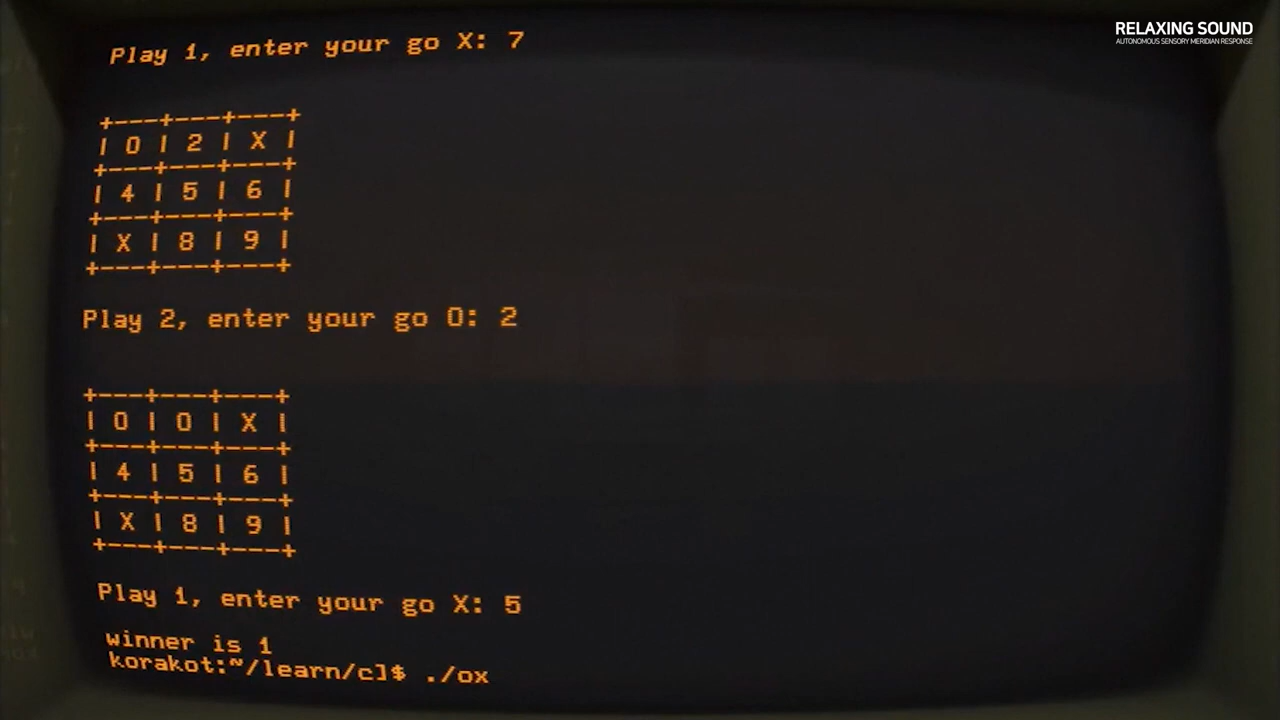 RELAXING SOUND
AUTONOMOUS SENSORY MERIDIAN RESPONSE
Play 1, enter your go X: 7
+---+---+---+
| O | 2 | X |
+---+---+---+
| 4 | 5 | 6 |
+---+---+---+
| X | 8 | 9 |
+---+---+---+
Play 2, enter your go O: 2
+---+---+---+
| O | O | X |
+---+---+---+
| 4 | 5 | 6 |
+---+---+---+
| X | 8 | 9 |
+---+---+---+
Play 1, enter your go X: 5
winner is 1
korakot:~/learn/c]$ ./ox